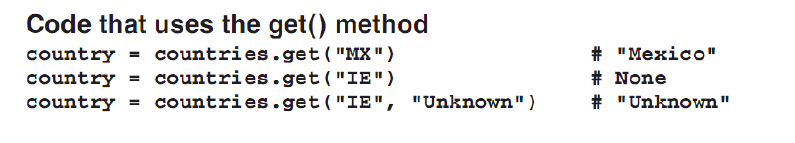 Code that uses the get() method
country = countries.get("MX") # "Mexico"
country = countries.get("IE") # None
country = countries.get("IE", "Unknown") # "Unknown"